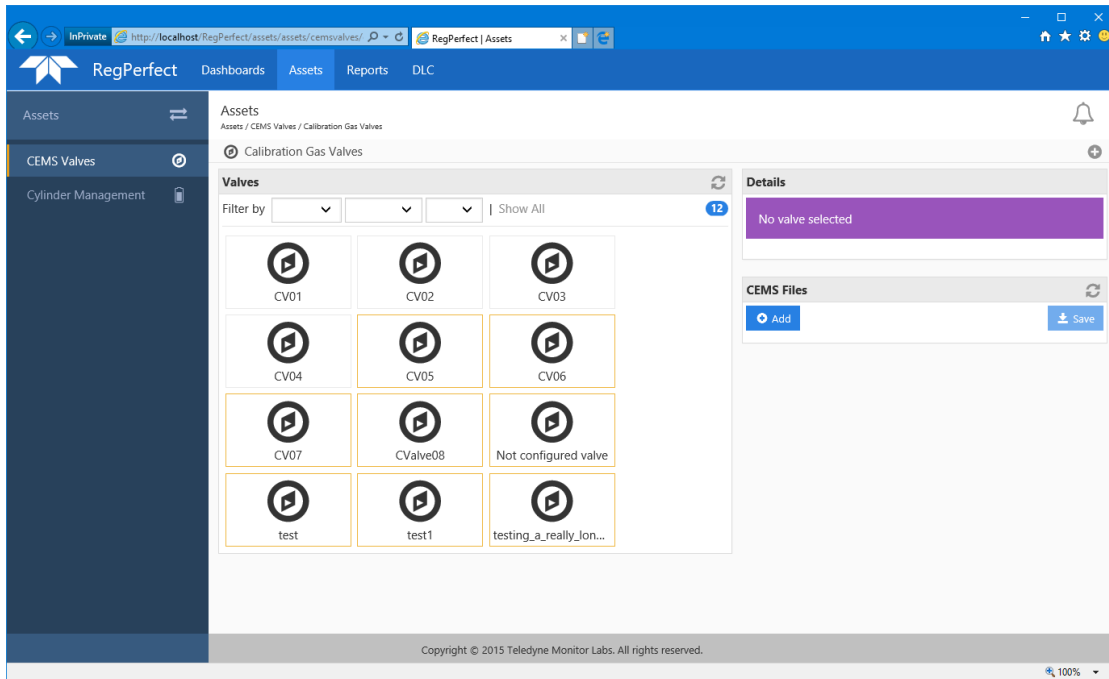 InPrivate http://localhost/RegPerfect/assets/assets/cemsvalves/ RegPerfect | Assets
RegPerfect Dashboards Assets Reports DLC
Assets
Assets
Assets / CEMS Valves / Calibration Gas Valves
CEMS Valves
Cylinder Management
Calibration Gas Valves
Valves
Filter by | Show All 12
CV01 CV02 CV03
CV04 CV05 CV06
CV07 CValve08 Not configured valve
test test1 testing_a_really_lon...
Details
No valve selected
CEMS Files
Add Save
Copyright © 2015 Teledyne Monitor Labs. All rights reserved.
100%